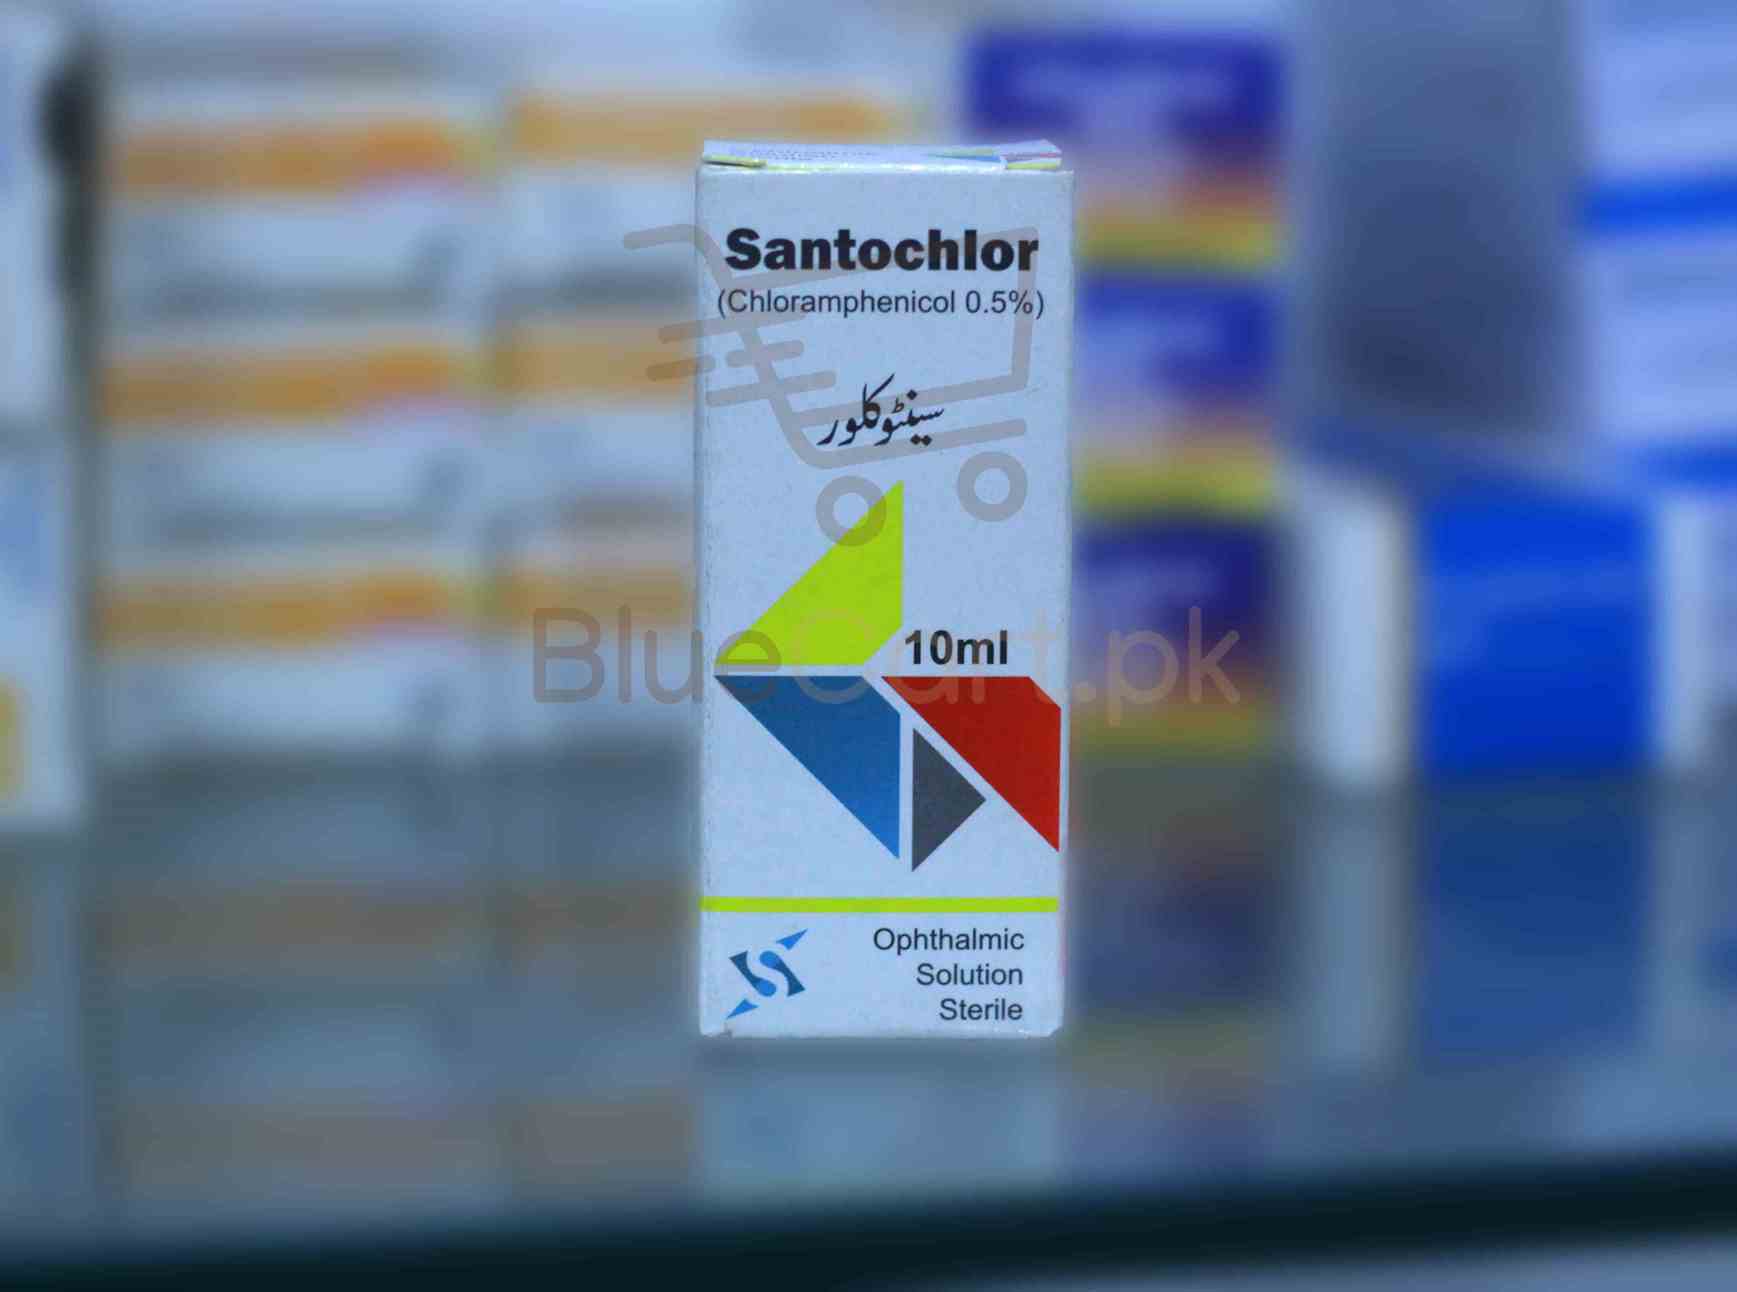 Santochlor
(Chloramphenicol 0.5%)
سینٹوکلور
10ml
BlueCart.pk
Ophthalmic
Solution
Sterile